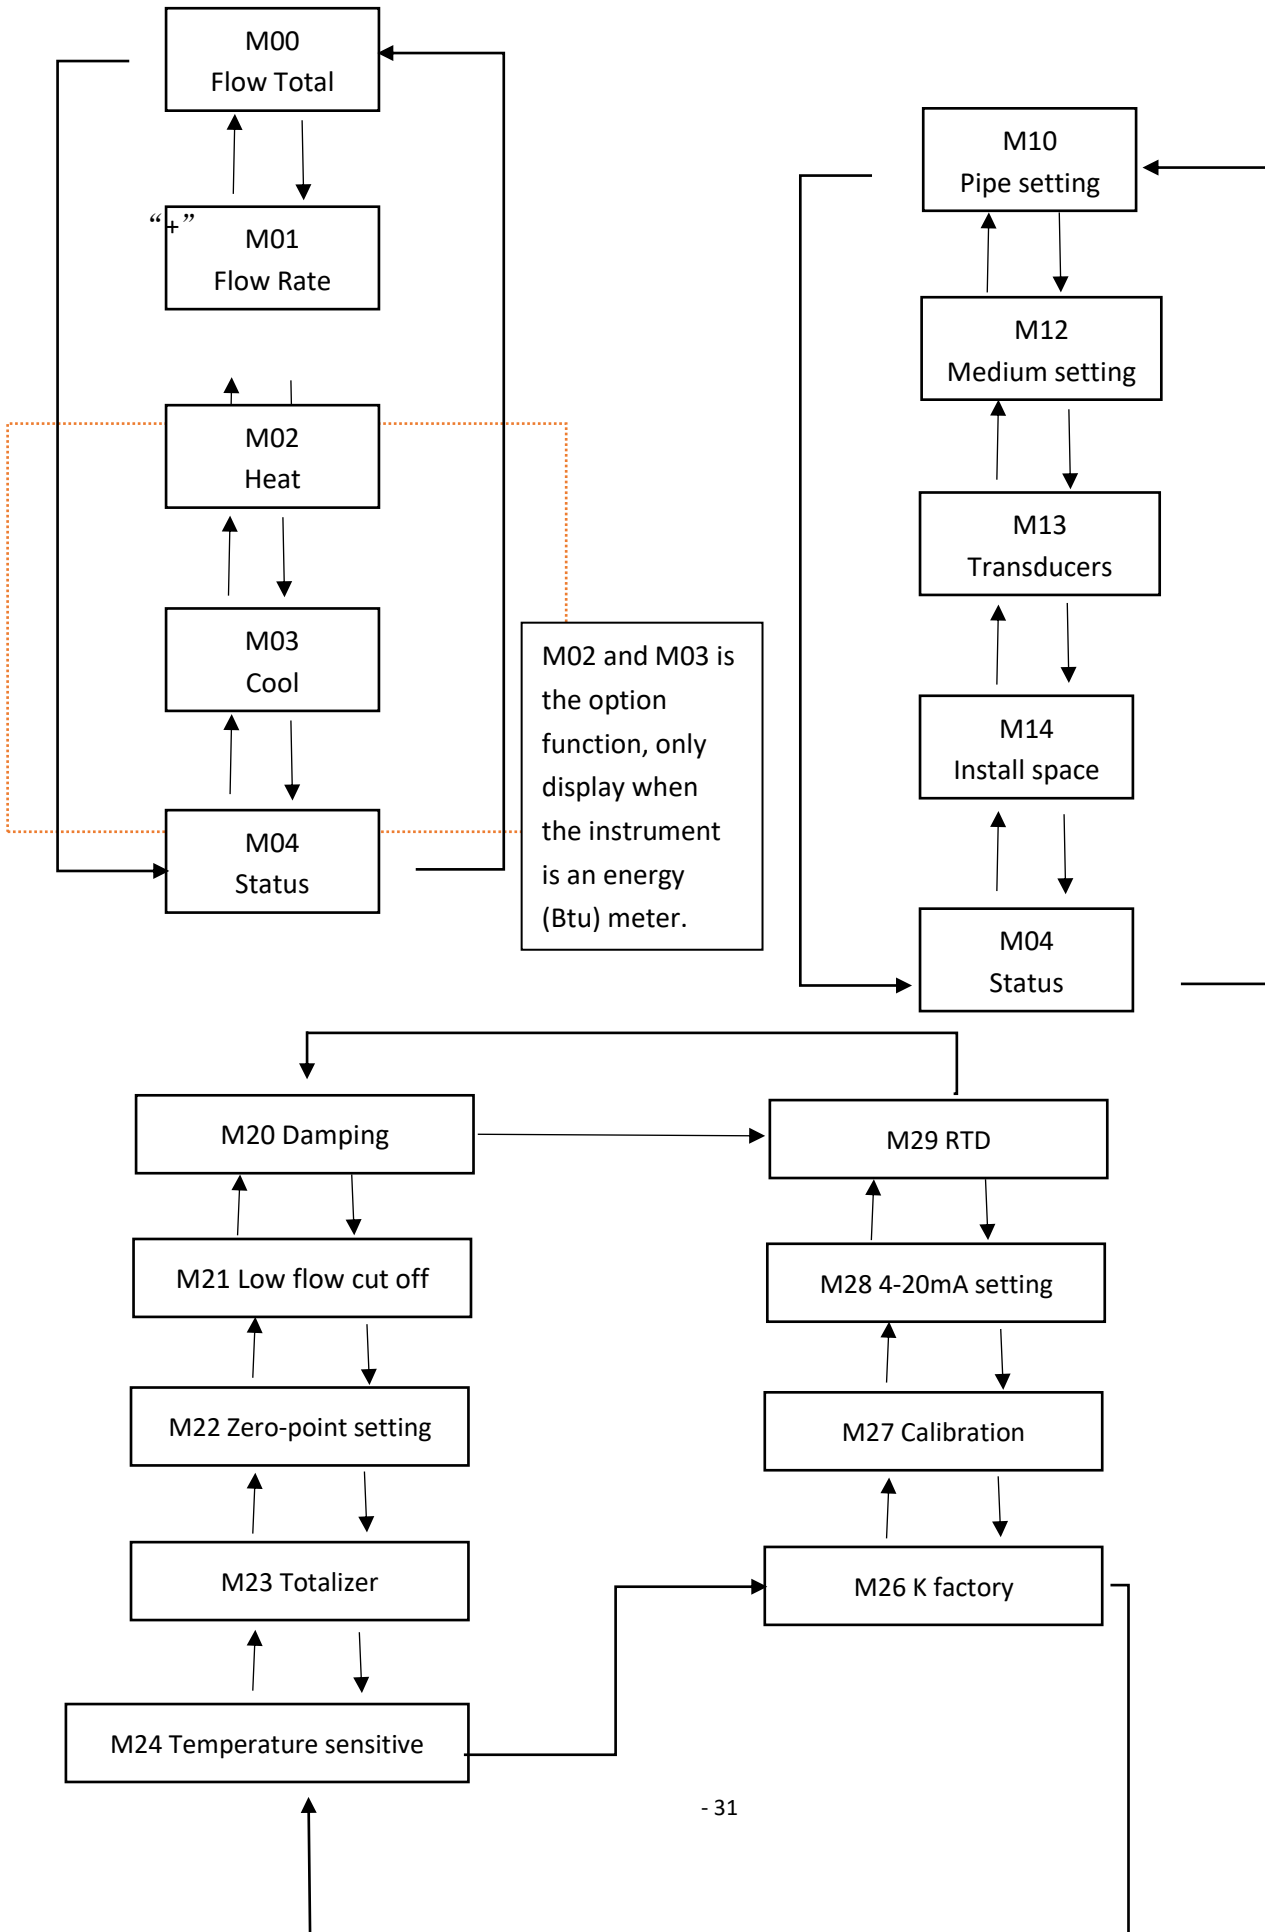 M00
Flow Total
“+”
M01
Flow Rate
M02
Heat
M03
Cool
M04
Status
M02 and M03 is
the option
function, only
display when
the instrument
is an energy
(Btu) meter.
M10
Pipe setting
M12
Medium setting
M13
Transducers
M14
Install space
M04
Status
M20 Damping
M21 Low flow cut off
M22 Zero-point setting
M23 Totalizer
M24 Temperature sensitive
M29 RTD
M28 4-20mA setting
M27 Calibration
M26 K factory
- 31